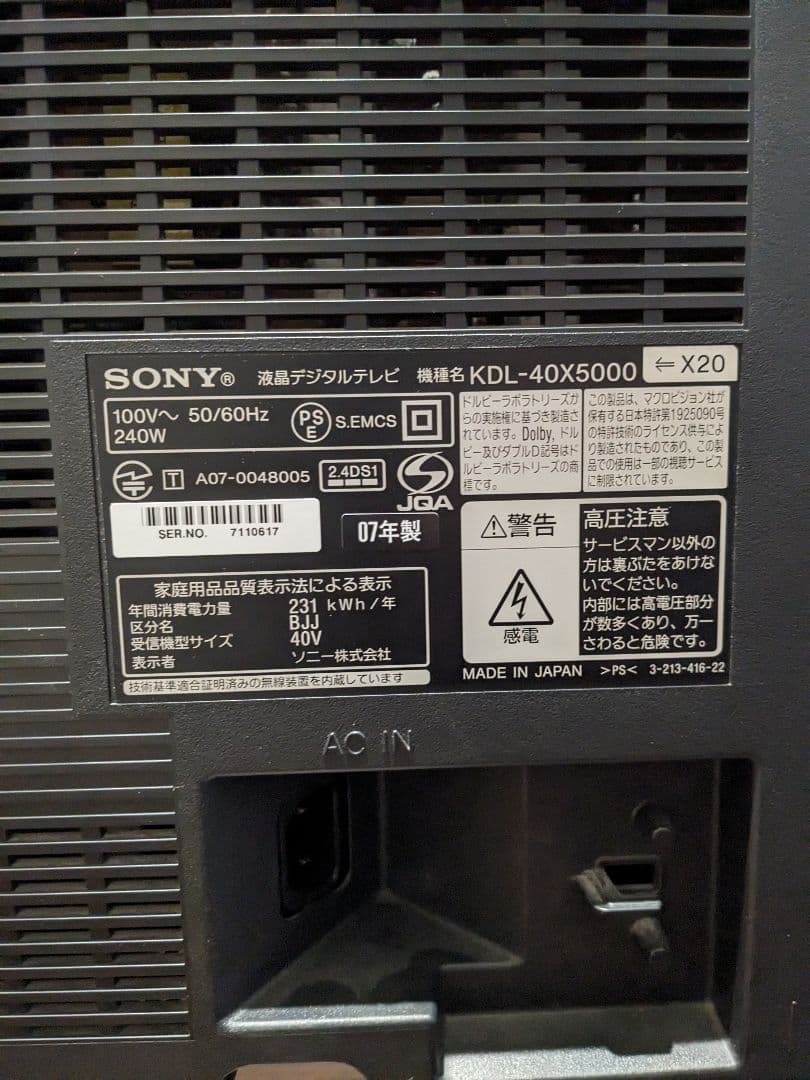 SONY® 液晶デジタルテレビ 機種名 KDL-40X5000 ⇐ X20
100V～ 50/60Hz
240W
PS
E
S.EMCS
T A07-0048005 2.4DS1
JQA
SER.NO. 7110617
07年製
家庭用品品質表示法による表示
年間消費電力量 231 kWh/年
区分名 BJJ
受信機型サイズ 40V
表示者 ソニー株式会社
技術基準適合証明済みの無線装置を内蔵しています
ドルビーラボラトリーズか
らの実施権に基づき製造さ
れています。Dolby、ドル
ビー及びダブルD記号はド
ルビーラボラトリーズの商
標です。
この製品は、マクロビジョン社が
保有する日本特許第1925090号
の特許技術のライセンス供与によ
り製造されたものであり、この製
品での使用は一部の視聴サービス
に制限されています。
⚠警告
感電
高圧注意
サービスマン以外の
方は裏ぶたをあけな
いでください。
内部には高電圧部分
が数多くあり、万一
さわると危険です。
MADE IN JAPAN >PS< 3-213-416-22
AC IN